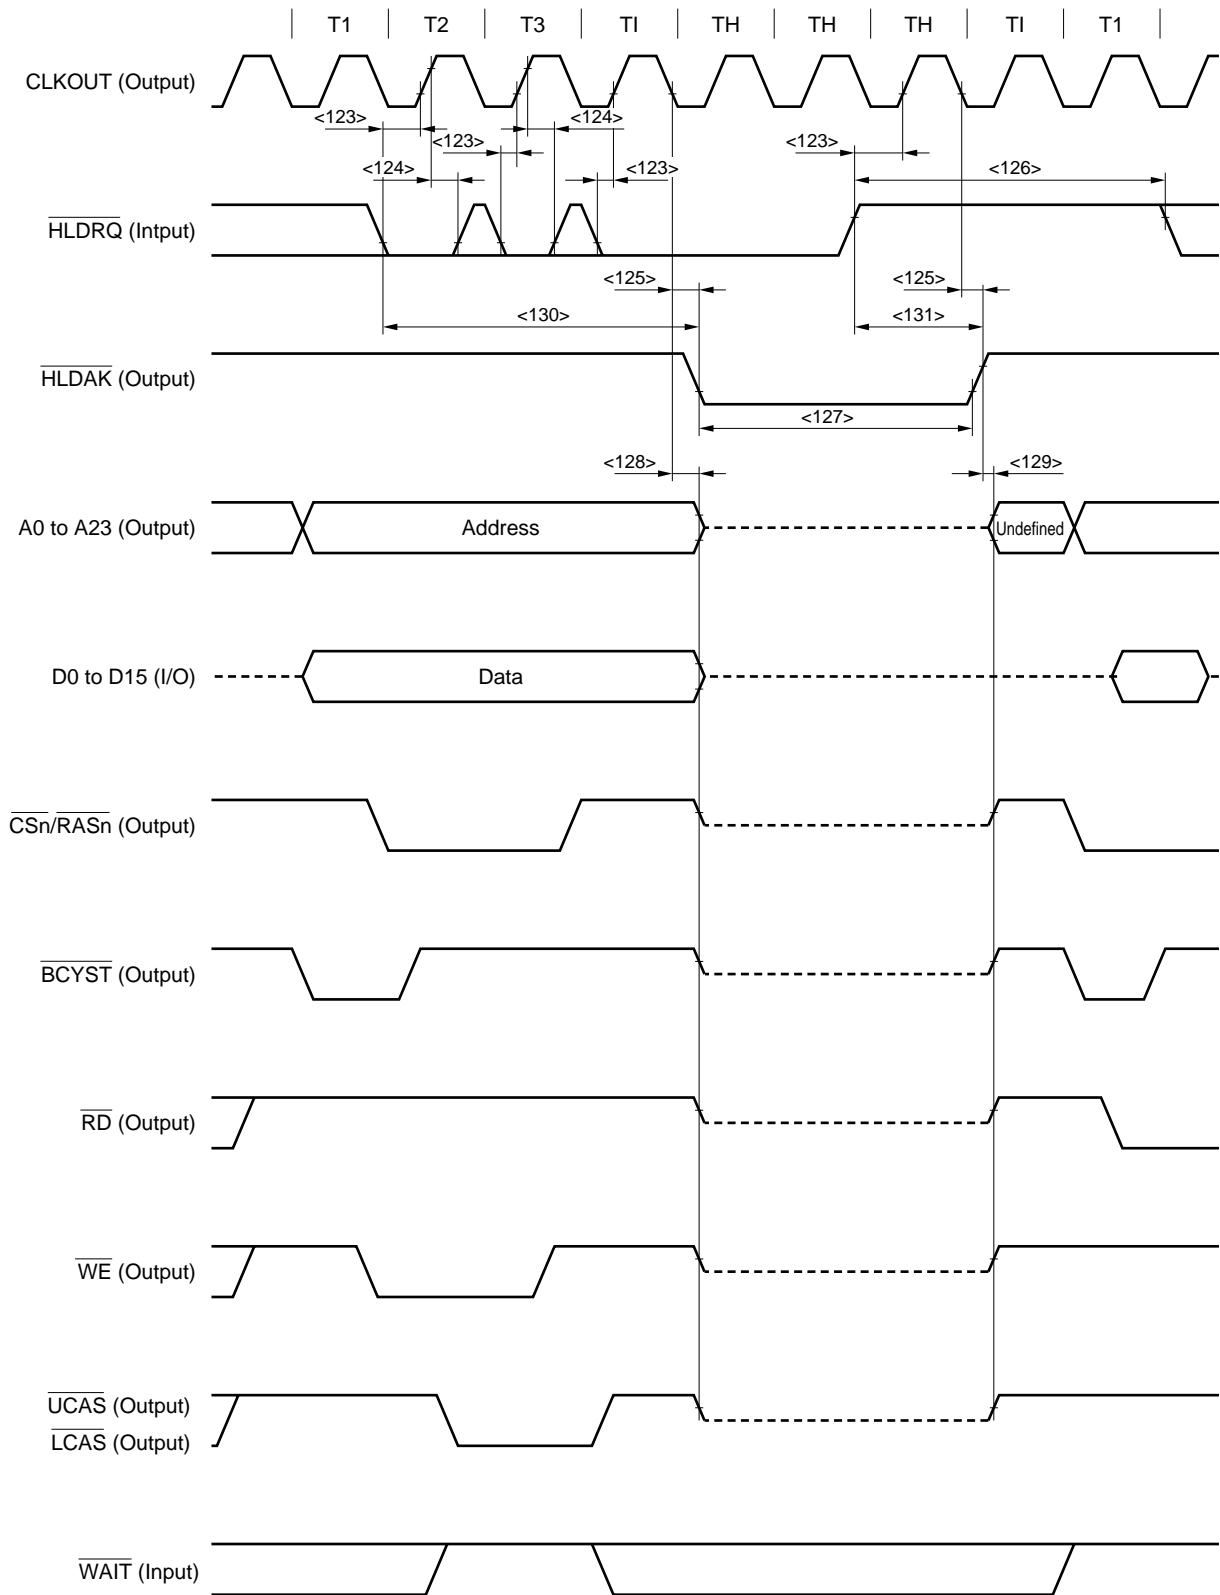 T1 T2 T3 TI TH TH TH TI T1
CLKOUT (Output)
<123> <124>
<123> <123>
<124> <123> <126>
HLDRQ (Intput)
<125> <125>
<130> <131>
HLDAK (Output)
<127>
<128> <129>
A0 to A23 (Output) Address Undefined
D0 to D15 (I/O) Data
CSn/RASn (Output)
BCYST (Output)
RD (Output)
WE (Output)
UCAS (Output)
LCAS (Output)
WAIT (Input)